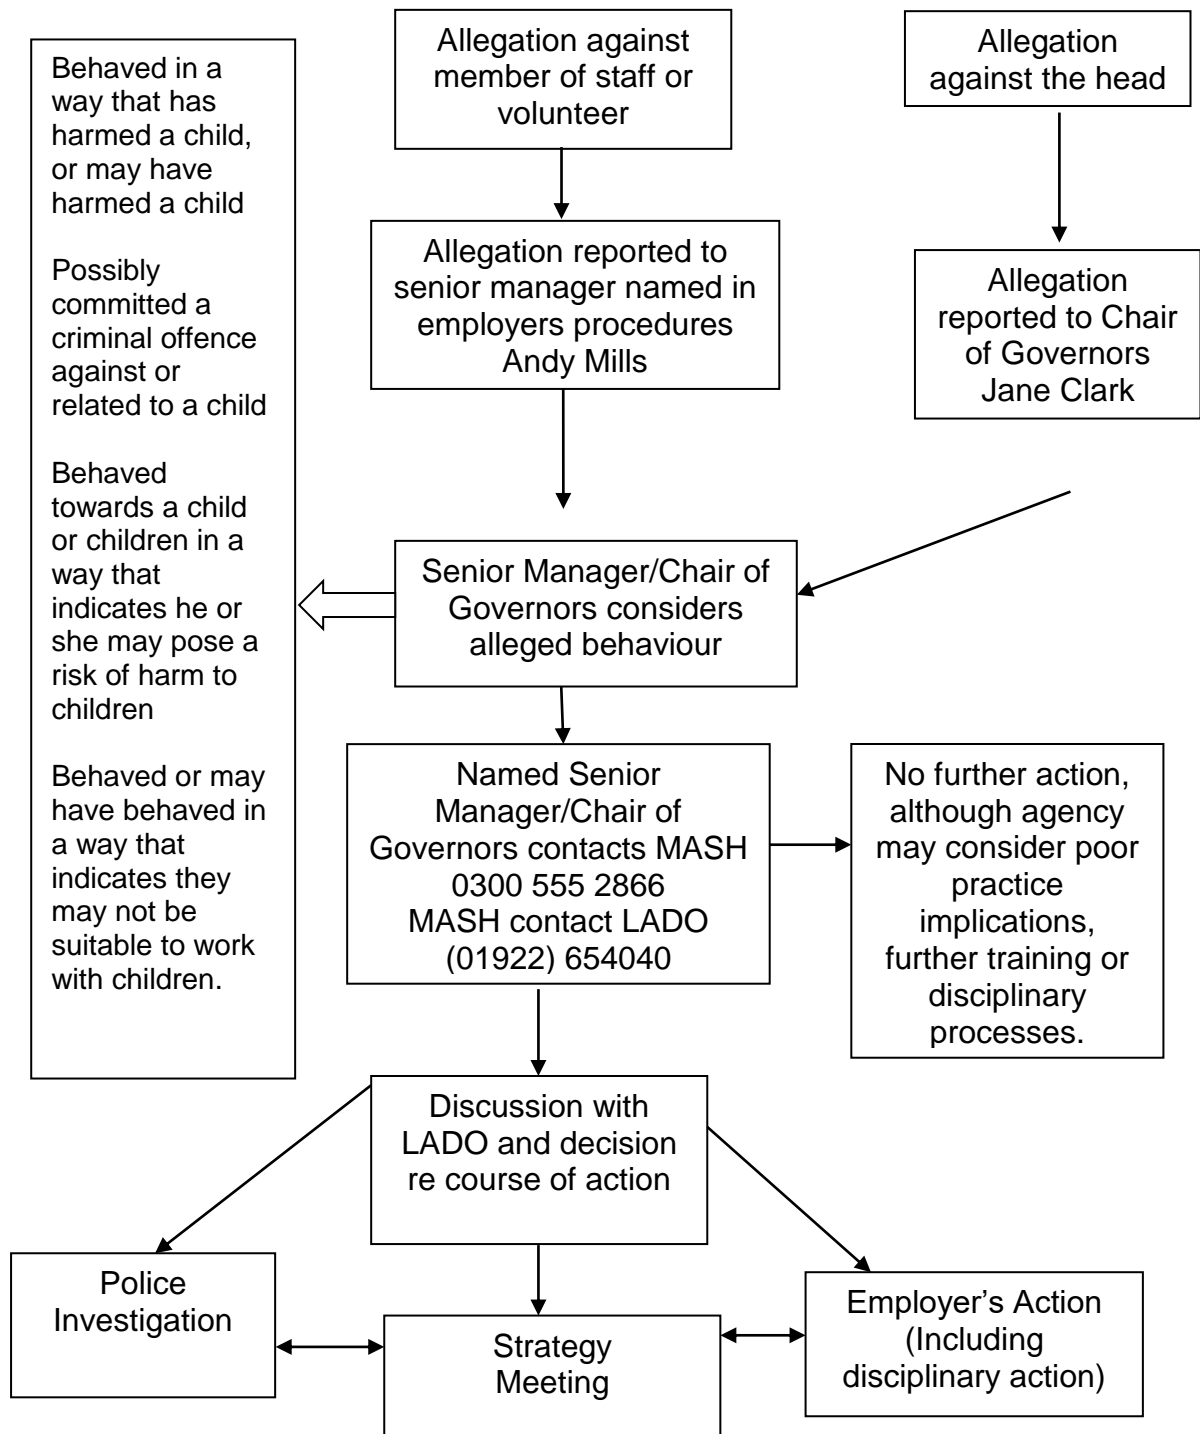 Behaved in a
way that has
harmed a child,
or may have
harmed a child
Possibly
committed a
criminal offence
against or
related to a child
Behaved
towards a child
or children in a
way that
indicates he or
she may pose a
risk of harm to
children
Behaved or may
have behaved in
a way that
indicates they
may not be
suitable to work
with children.
Allegation against
member of staff or
volunteer
Allegation
against the head
Allegation reported to
senior manager named in
employers procedures
Andy Mills
Allegation
reported to Chair
of Governors
Jane Clark
Senior Manager/Chair of
Governors considers
alleged behaviour
Named Senior
Manager/Chair of
Governors contacts MASH
0300 555 2866
MASH contact LADO
(01922) 654040
No further action,
although agency
may consider poor
practice
implications,
further training or
disciplinary
processes.
Discussion with
LADO and decision
re course of action
Police
Investigation
Strategy
Meeting
Employer’s Action
(Including
disciplinary action)